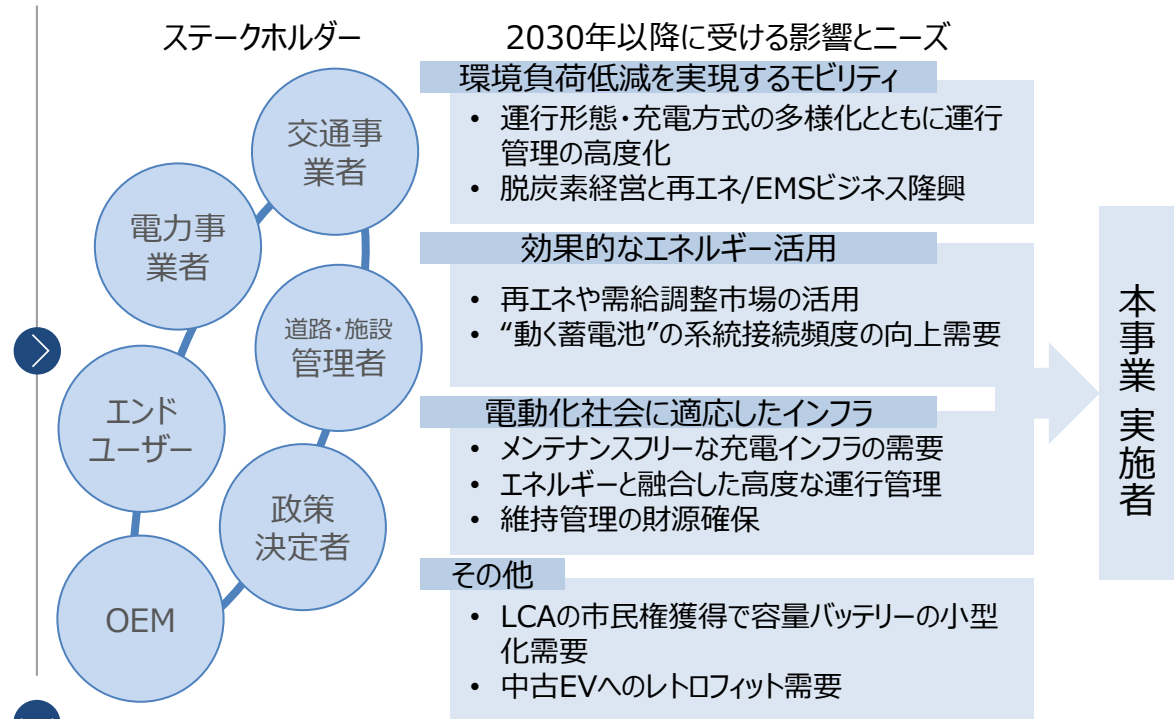 ステークホルダー
2030年以降に受ける影響とニーズ
交通事
業者
電力事
業者
道路・施設
管理者
エンド
ユーザー
政策
決定者
OEM
環境負荷低減を実現するモビリティ
• 運行形態・充電方式の多様化とともに運行
管理の高度化
• 脱炭素経営と再エネ/EMSビジネス隆興
効果的なエネルギー活用
• 再エネや需給調整市場の活用
• “動く蓄電池”の系統接続頻度の向上需要
電動化社会に適応したインフラ
• メンテナンスフリーな充電インフラの需要
• エネルギーと融合した高度な運行管理
• 維持管理の財源確保
その他
• LCAの市民権獲得で容量バッテリーの小型
化需要
• 中古EVへのレトロフィット需要
本事業 実施者